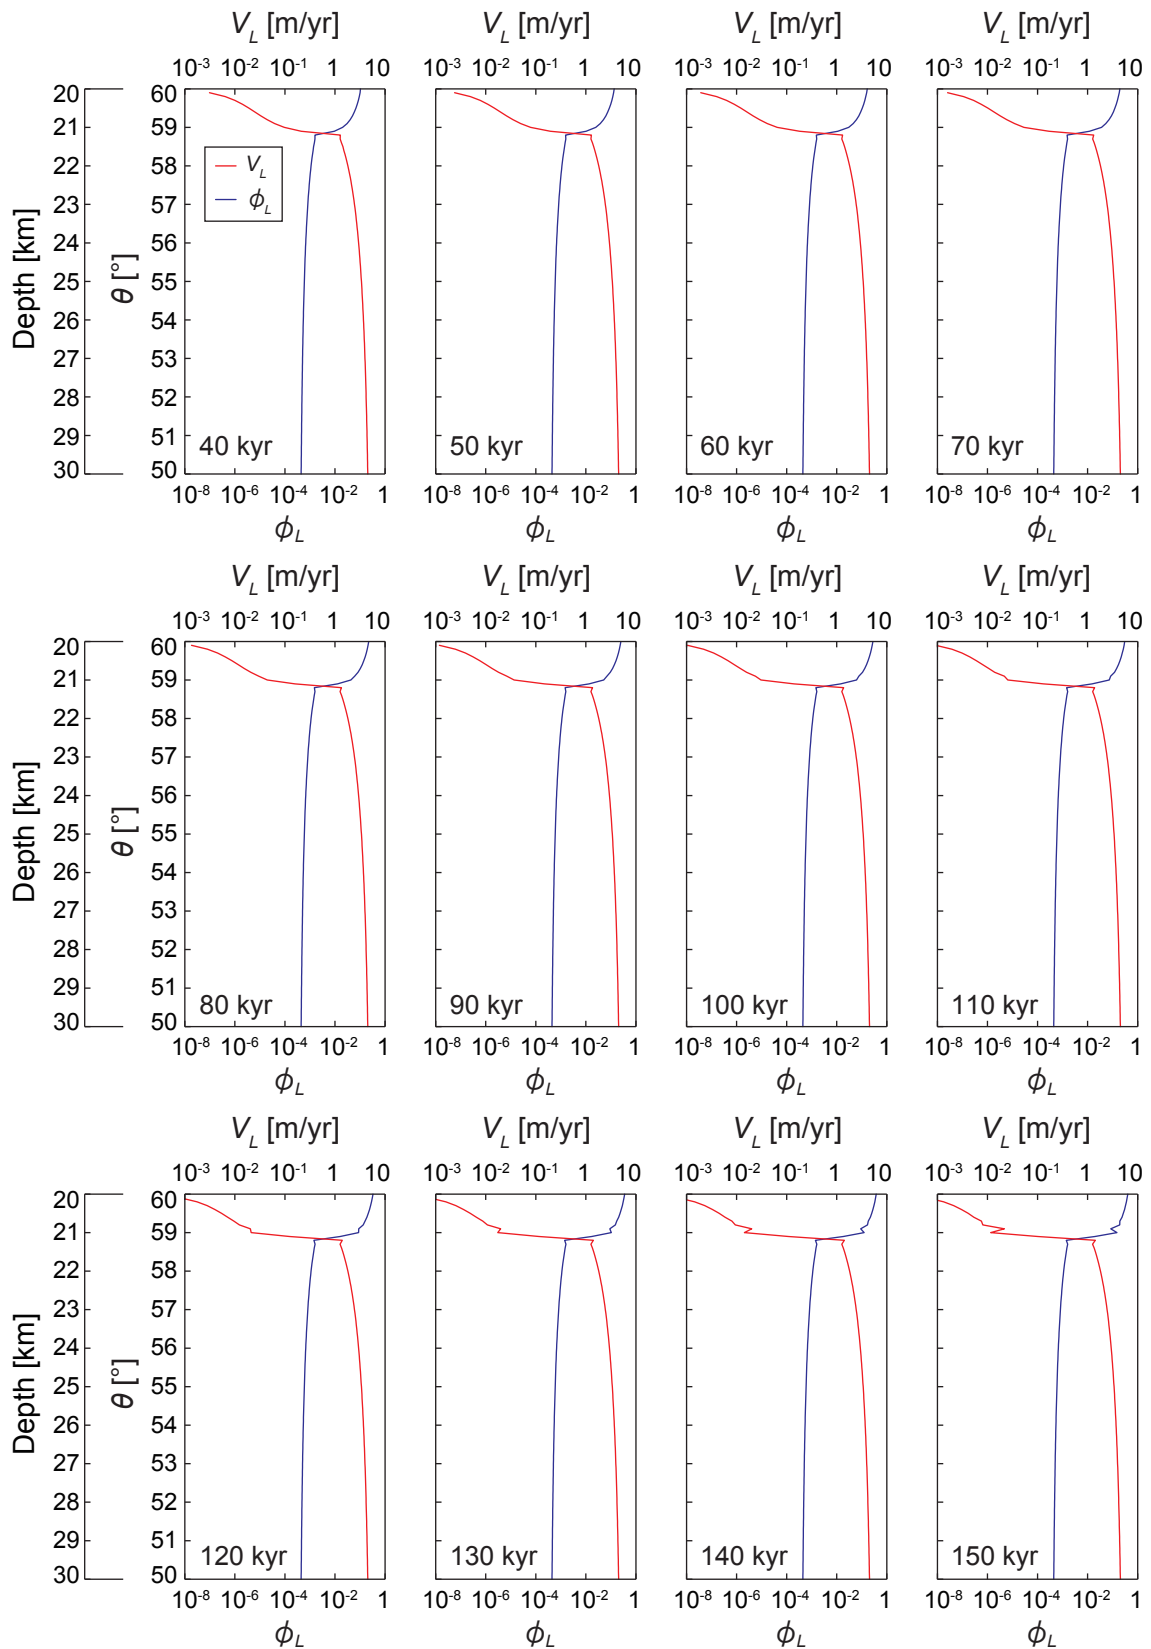 V_L [m/yr] V_L [m/yr] V_L [m/yr] V_L [m/yr]
10⁻³ 10⁻² 10⁻¹ 1 10 10⁻³ 10⁻² 10⁻¹ 1 10 10⁻³ 10⁻² 10⁻¹ 1 10 10⁻³ 10⁻² 10⁻¹ 1 10
20 60
21 59
22 58
23 57
24 56
25 55
26 54
27 53
28 52
29 51
30 50
Depth [km]
θ [°]
V_L
ϕ_L
40 kyr 50 kyr 60 kyr 70 kyr
10⁻⁸ 10⁻⁶ 10⁻⁴ 10⁻² 1 10⁻⁸ 10⁻⁶ 10⁻⁴ 10⁻² 1 10⁻⁸ 10⁻⁶ 10⁻⁴ 10⁻² 1 10⁻⁸ 10⁻⁶ 10⁻⁴ 10⁻² 1
ϕ_L ϕ_L ϕ_L ϕ_L
V_L [m/yr] V_L [m/yr] V_L [m/yr] V_L [m/yr]
10⁻³ 10⁻² 10⁻¹ 1 10 10⁻³ 10⁻² 10⁻¹ 1 10 10⁻³ 10⁻² 10⁻¹ 1 10 10⁻³ 10⁻² 10⁻¹ 1 10
20 60
21 59
22 58
23 57
24 56
25 55
26 54
27 53
28 52
29 51
30 50
Depth [km]
θ [°]
80 kyr 90 kyr 100 kyr 110 kyr
10⁻⁸ 10⁻⁶ 10⁻⁴ 10⁻² 1 10⁻⁸ 10⁻⁶ 10⁻⁴ 10⁻² 1 10⁻⁸ 10⁻⁶ 10⁻⁴ 10⁻² 1 10⁻⁸ 10⁻⁶ 10⁻⁴ 10⁻² 1
ϕ_L ϕ_L ϕ_L ϕ_L
V_L [m/yr] V_L [m/yr] V_L [m/yr] V_L [m/yr]
10⁻³ 10⁻² 10⁻¹ 1 10 10⁻³ 10⁻² 10⁻¹ 1 10 10⁻³ 10⁻² 10⁻¹ 1 10 10⁻³ 10⁻² 10⁻¹ 1 10
20 60
21 59
22 58
23 57
24 56
25 55
26 54
27 53
28 52
29 51
30 50
Depth [km]
θ [°]
120 kyr 130 kyr 140 kyr 150 kyr
10⁻⁸ 10⁻⁶ 10⁻⁴ 10⁻² 1 10⁻⁸ 10⁻⁶ 10⁻⁴ 10⁻² 1 10⁻⁸ 10⁻⁶ 10⁻⁴ 10⁻² 1 10⁻⁸ 10⁻⁶ 10⁻⁴ 10⁻² 1
ϕ_L ϕ_L ϕ_L ϕ_L